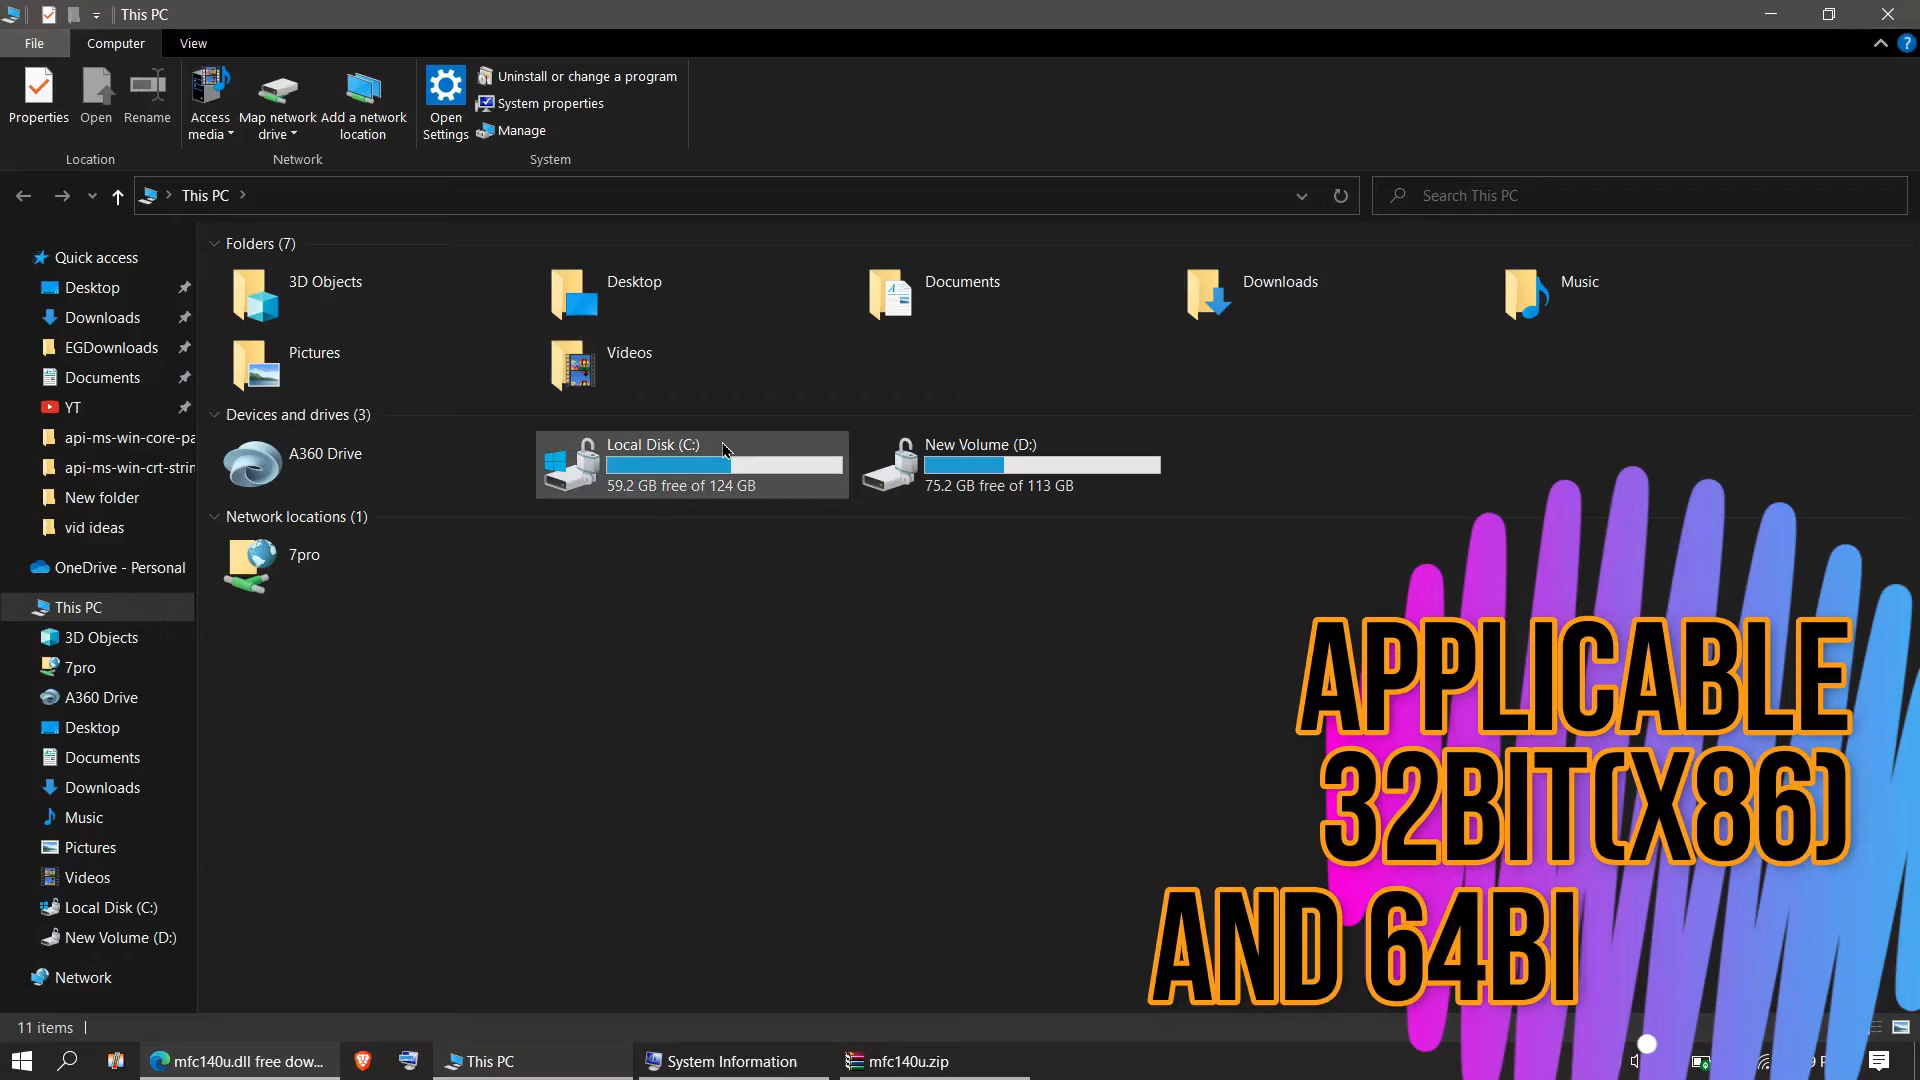 This PC
File
Computer
View
Properties
Open
Rename
Access media
Map network drive
Add a network location
Open Settings
Uninstall or change a program
System properties
Manage
Location
Network
System
This PC
Search This PC
Quick access
Desktop
Downloads
EGDownloads
Documents
YT
api-ms-win-core-pa
api-ms-win-crt-strin
New folder
vid ideas
OneDrive - Personal
This PC
3D Objects
7pro
A360 Drive
Desktop
Documents
Downloads
Music
Pictures
Videos
Local Disk (C:)
New Volume (D:)
Network
Folders (7)
3D Objects
Desktop
Documents
Downloads
Music
Pictures
Videos
Devices and drives (3)
A360 Drive
Local Disk (C:)
59.2 GB free of 124 GB
New Volume (D:)
75.2 GB free of 113 GB
Network locations (1)
7pro
APPLICABLE
32BIT(X86)
AND 64BI
11 items
mfc140u.dll free dow...
This PC
System Information
mfc140u.zip